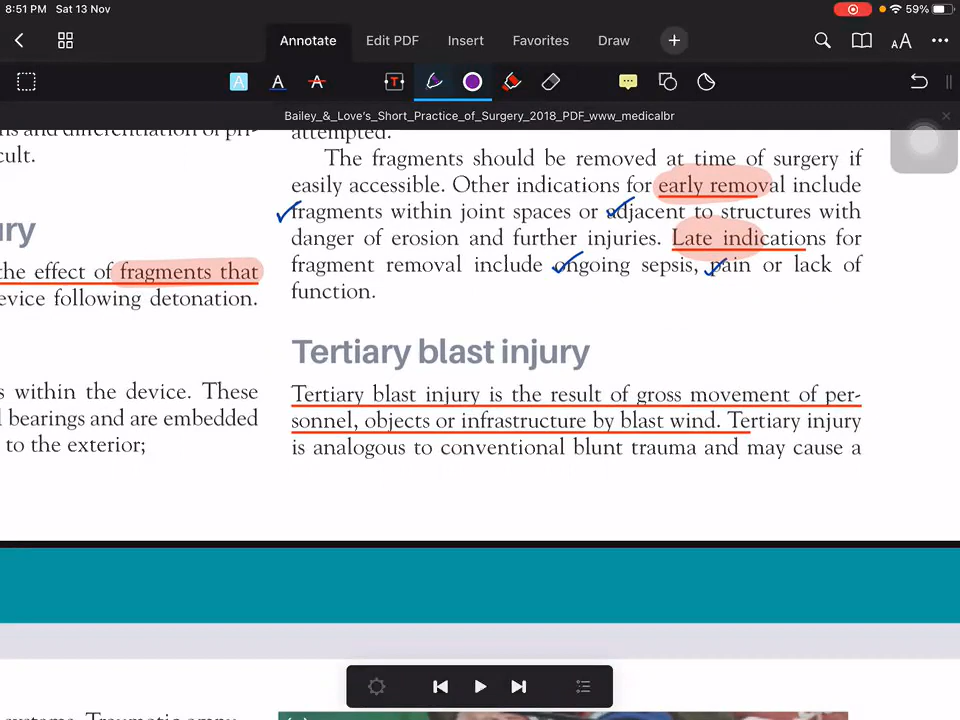 8:51 PM Sat 13 Nov
59%
Annotate Edit PDF Insert Favorites Draw
AA
A A A T
Bailey_&_Love's_Short_Practice_of_Surgery_2018_PDF_www_medicalbr
cult.
ury
the effect of fragments that
evice following detonation.
s within the device. These
d bearings and are embedded
to the exterior;
attempted.
The fragments should be removed at time of surgery if
easily accessible. Other indications for early removal include
fragments within joint spaces or adjacent to structures with
danger of erosion and further injuries. Late indications for
fragment removal include ongoing sepsis, pain or lack of
function.
Tertiary blast injury
Tertiary blast injury is the result of gross movement of per-
sonnel, objects or infrastructure by blast wind. Tertiary injury
is analogous to conventional blunt trauma and may cause a